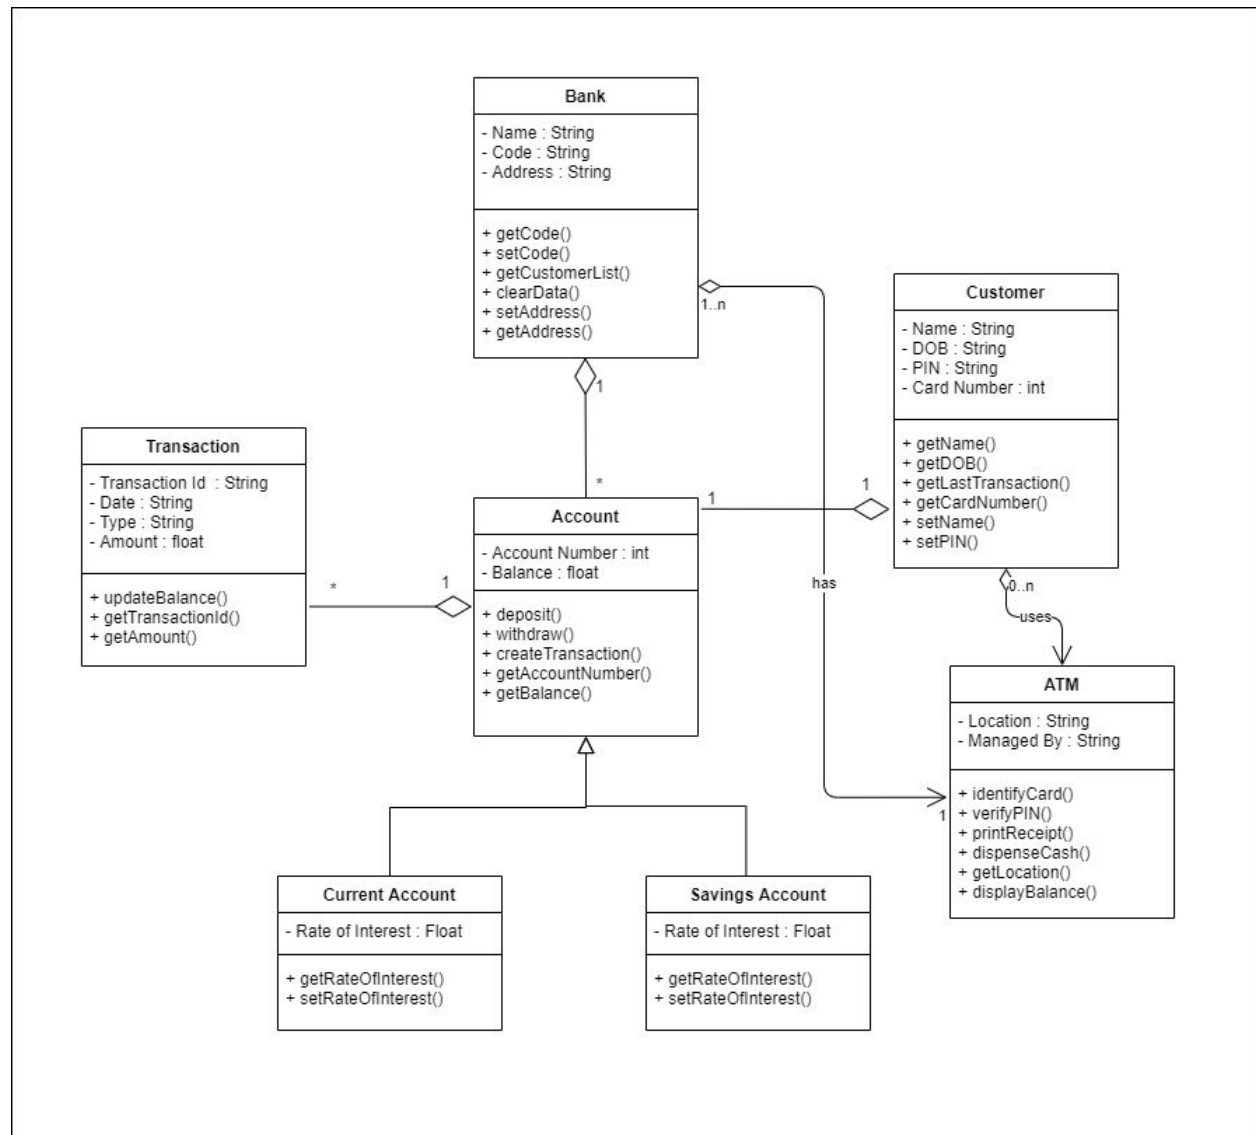 Bank
- Name : String
- Code : String
- Address : String
+ getCode()
+ setCode()
+ getCustomerList()
+ clearData()
+ setAddress()
+ getAddress()
1..n
1
*
Customer
- Name : String
- DOB : String
- PIN : String
- Card Number : int
+ getName()
+ getDOB()
+ getLastTransaction()
+ getCardNumber()
+ setName()
+ setPIN()
1
1
0..n
uses
has
Transaction
- Transaction Id : String
- Date : String
- Type : String
- Amount : float
+ updateBalance()
+ getTransactionId()
+ getAmount()
*
1
Account
- Account Number : int
- Balance : float
+ deposit()
+ withdraw()
+ createTransaction()
+ getAccountNumber()
+ getBalance()
ATM
- Location : String
- Managed By : String
+ identifyCard()
+ verifyPIN()
+ printReceipt()
+ dispenseCash()
+ getLocation()
+ displayBalance()
1
Current Account
- Rate of Interest : Float
+ getRateOfInterest()
+ setRateOfInterest()
Savings Account
- Rate of Interest : Float
+ getRateOfInterest()
+ setRateOfInterest()